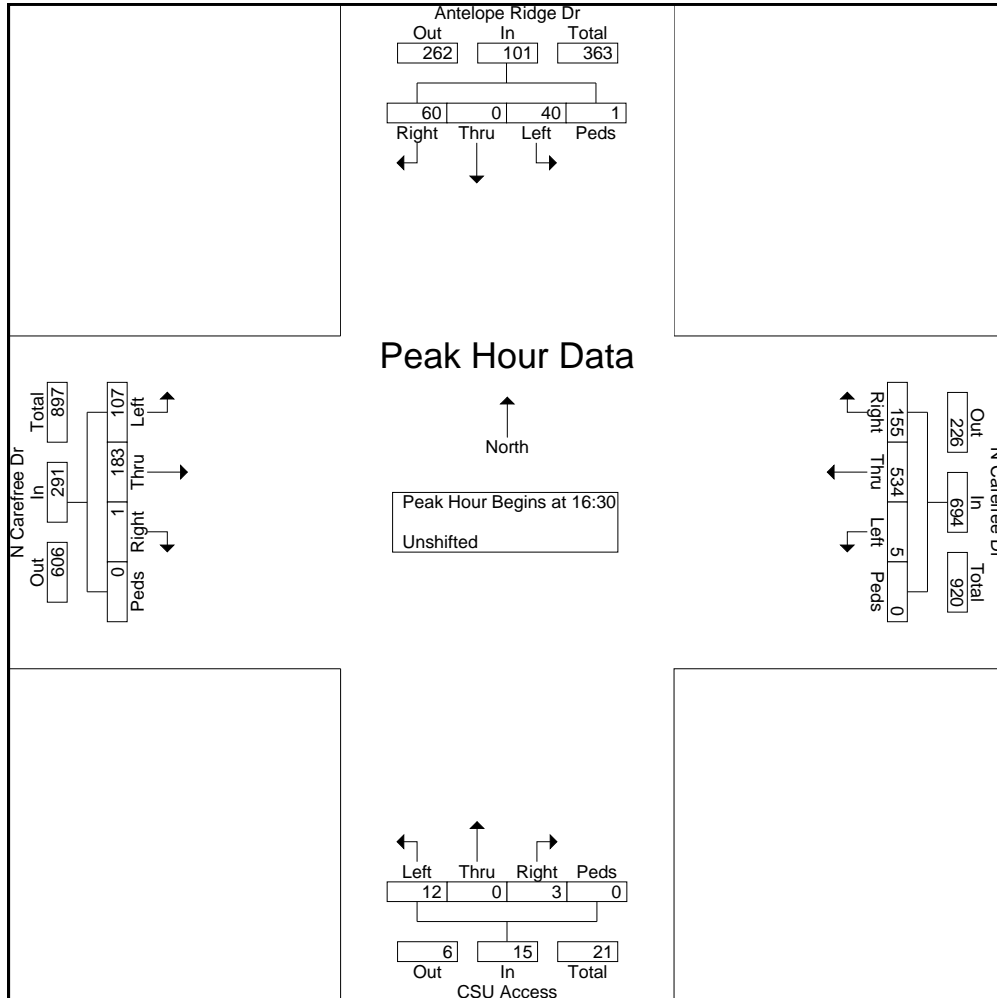 Antelope Ridge Dr
Out In Total
262 101 363
60 0 40 1
Right Thru Left Peds
Peak Hour Data
North
Peak Hour Begins at 16:30
Unshifted
N Carefree Dr
Out In Total
606 291 897
Peds Right Thru Left
0 1 183 107
N Carefree Dr
Out In Total
226 694 920
155 534 5 0
Right Thru Left Peds
Left Thru Right Peds
12 0 3 0
6 15 21
Out In Total
CSU Access